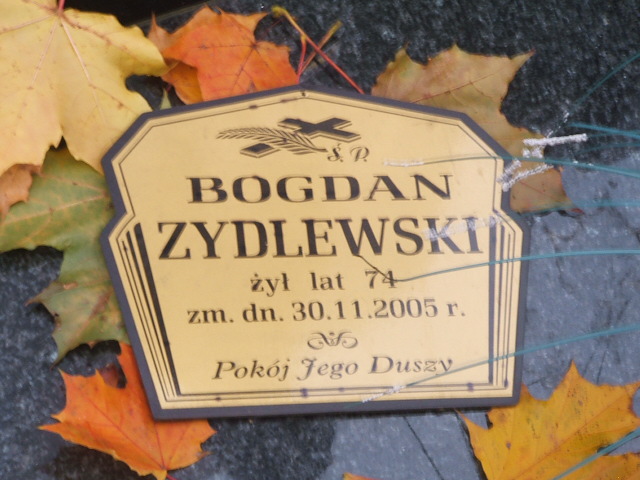 Ś. P.
BOGDAN
ZYDLEWSKI
żył lat 74
zm. dn. 30.11.2005 r.
Pokój Jego Duszy